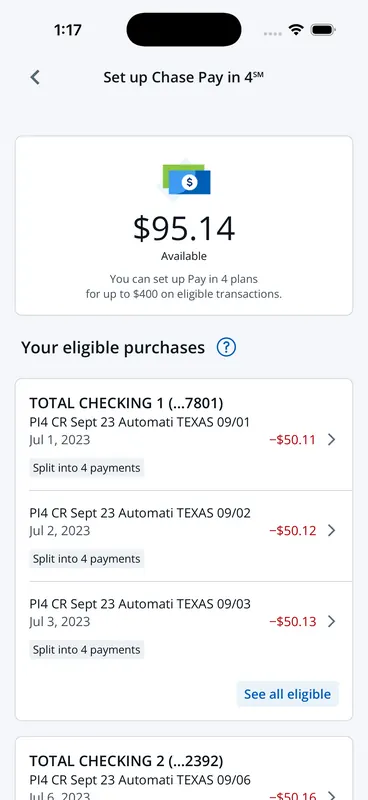 1:17
Set up Chase Pay in 4℠
$
$95.14
Available
You can set up Pay in 4 plans
for up to $400 on eligible transactions.
Your eligible purchases ?
TOTAL CHECKING 1 (...7801)
PI4 CR Sept 23 Automati TEXAS 09/01
Jul 1, 2023 −$50.11
Split into 4 payments
PI4 CR Sept 23 Automati TEXAS 09/02
Jul 2, 2023 −$50.12
Split into 4 payments
PI4 CR Sept 23 Automati TEXAS 09/03
Jul 3, 2023 −$50.13
Split into 4 payments
See all eligible
TOTAL CHECKING 2 (...2392)
PI4 CR Sept 23 Automati TEXAS 09/06
Jul 6, 2023 −$50.16